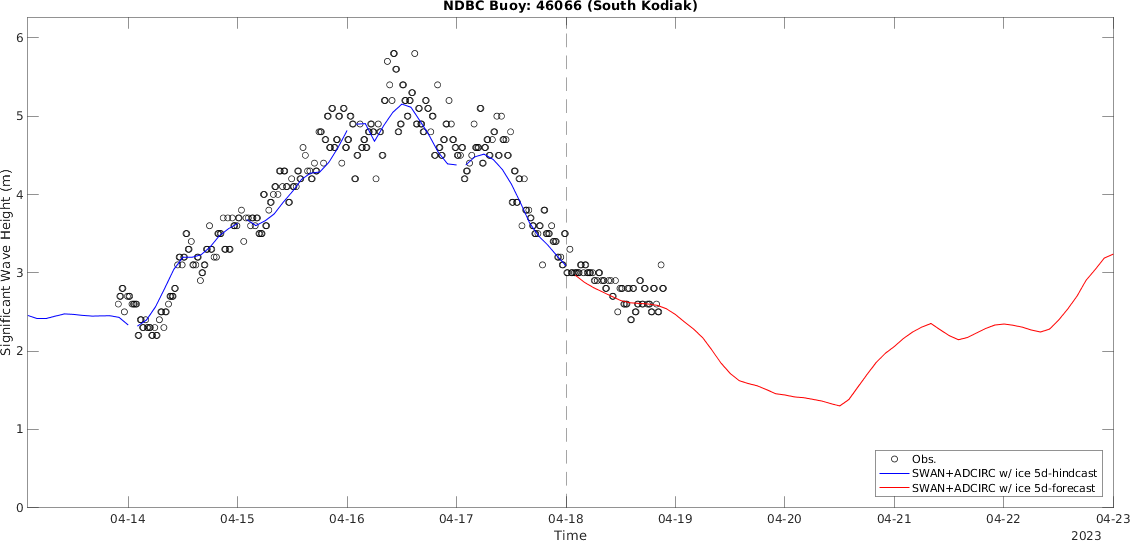 NDBC Buoy: 46066 (South Kodiak)
Significant Wave Height (m)
6
5
4
3
2
1
0
Obs.
SWAN+ADCIRC w/ ice 5d-hindcast
SWAN+ADCIRC w/ ice 5d-forecast
04-14 04-15 04-16 04-17 04-18 04-19 04-20 04-21 04-22 04-23
Time
2023